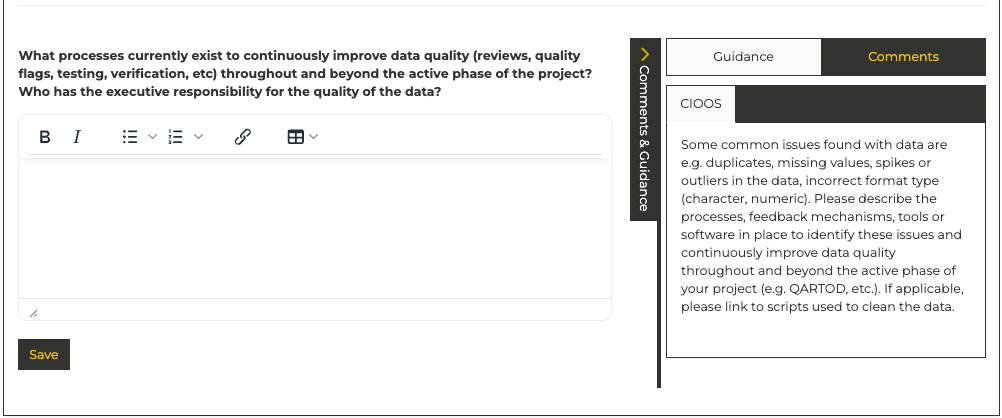 What processes currently exist to continuously improve data quality (reviews, quality
flags, testing, verification, etc) throughout and beyond the active phase of the project?
Who has the executive responsibility for the quality of the data?
B I
Save
Comments & Guidance
Guidance Comments
CIOOS
Some common issues found with data are
e.g. duplicates, missing values, spikes or
outliers in the data, incorrect format type
(character, numeric). Please describe the
processes, feedback mechanisms, tools or
software in place to identify these issues and
continuously improve data quality
throughout and beyond the active phase of
your project (e.g. QARTOD, etc.). If applicable,
please link to scripts used to clean the data.